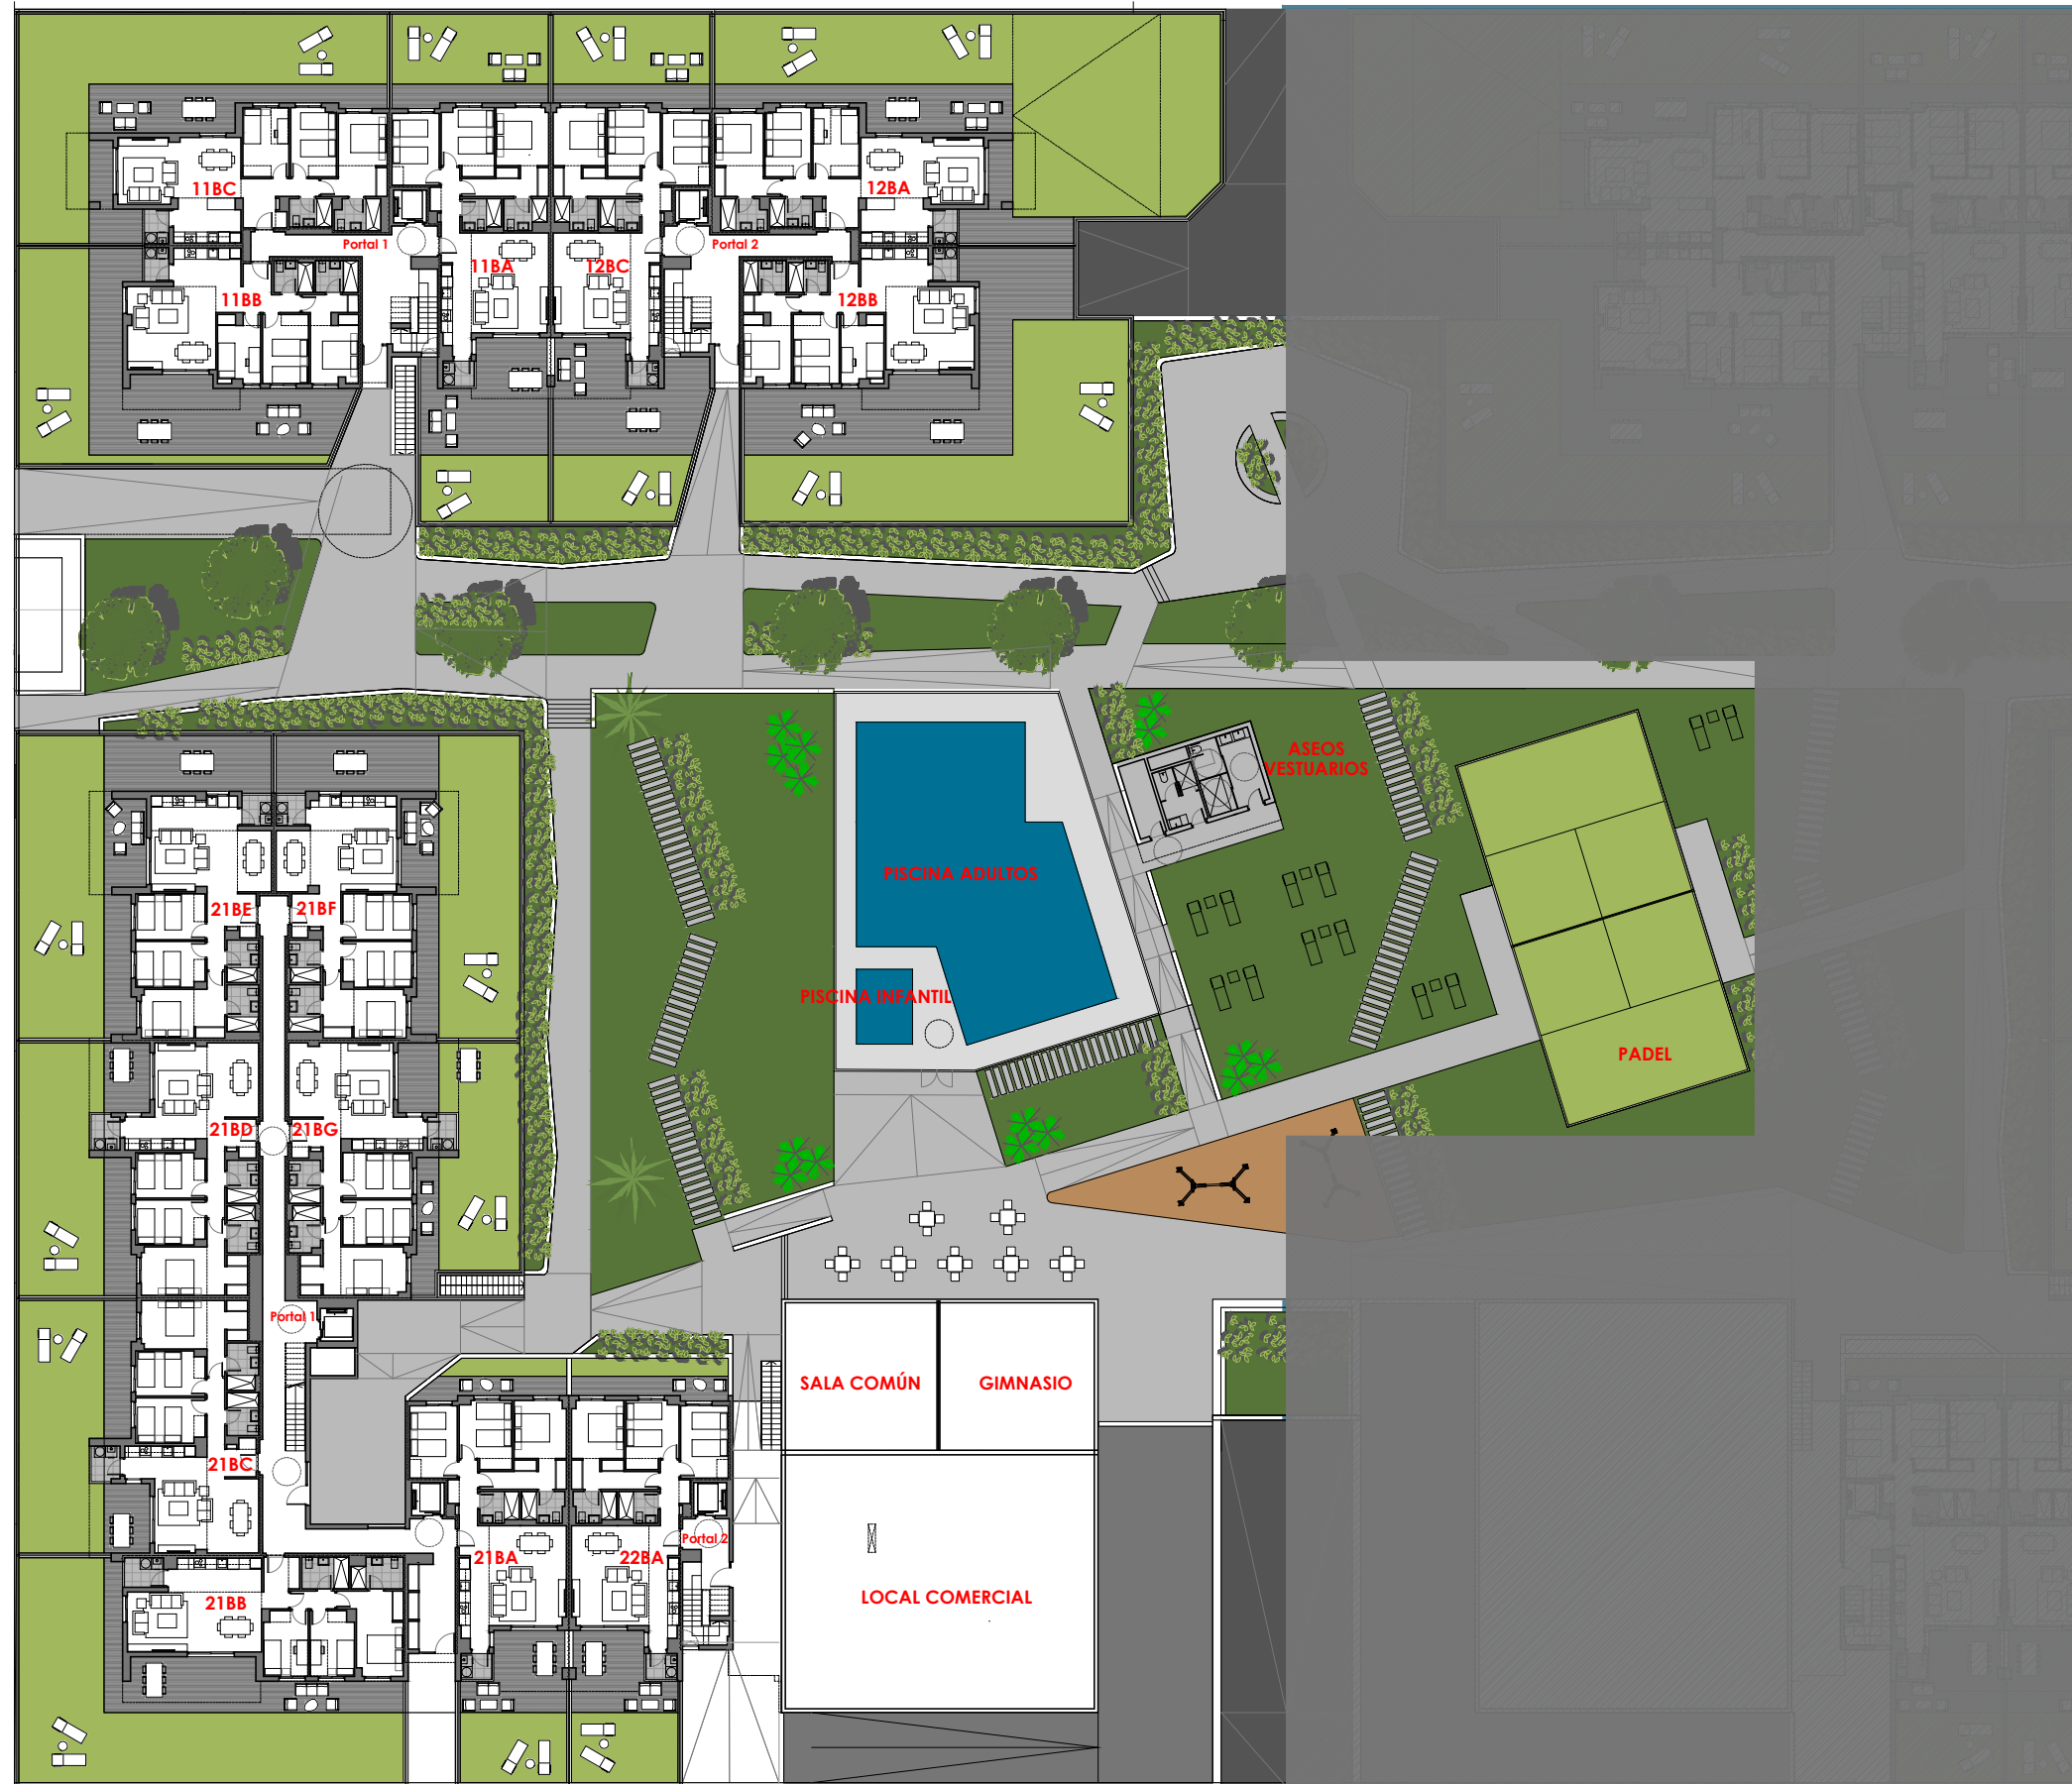 11BC
12BA
Portal 1
Portal 2
11BA
12BC
11BB
12BB
ASEOS
VESTUARIOS
PISCINA ADULTOS
21BE
21BF
PISCINA INFANTIL
PADEL
21BD
21BG
Portal 1
SALA COMÚN
GIMNASIO
21BC
Portal 2
21BA
22BA
LOCAL COMERCIAL
21BB